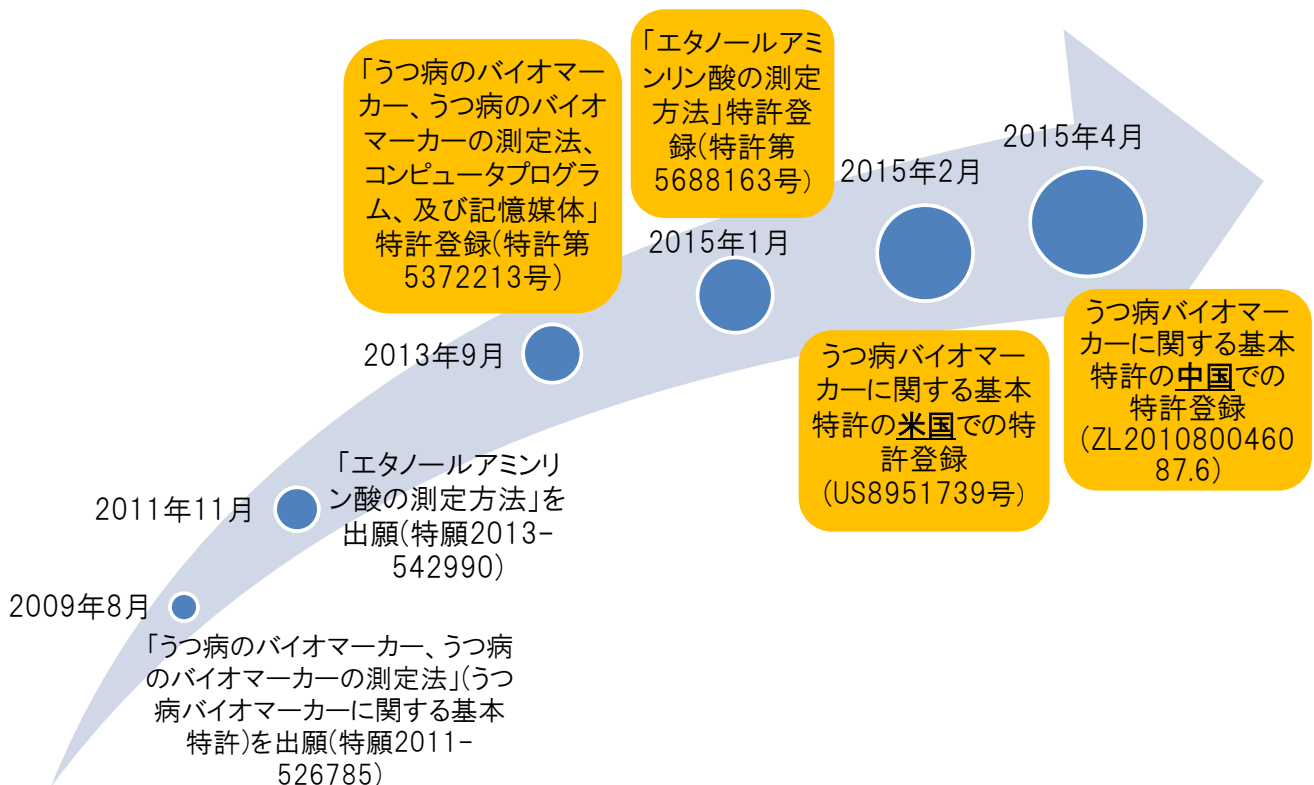 「うつ病のバイオマー
カー、うつ病のバイオ
マーカーの測定法、
コンピュータプログラ
ム、及び記憶媒体」
特許登録(特許第
5372213号)
「エタノールアミ
ンリン酸の測定
方法」特許登
録(特許第
5688163号)
2015年4月
2015年2月
2015年1月
2013年9月
うつ病バイオマー
カーに関する基本
特許の米国での特
許登録
(US8951739号)
うつ病バイオマー
カーに関する基本
特許の中国での
特許登録
(ZL2010800460
87.6)
2011年11月
「エタノールアミンリ
ン酸の測定方法」を
出願(特願2013-
542990)
2009年8月
「うつ病のバイオマーカー、うつ病
のバイオマーカーの測定法」(うつ
病バイオマーカーに関する基本
特許)を出願(特願2011-
526785)